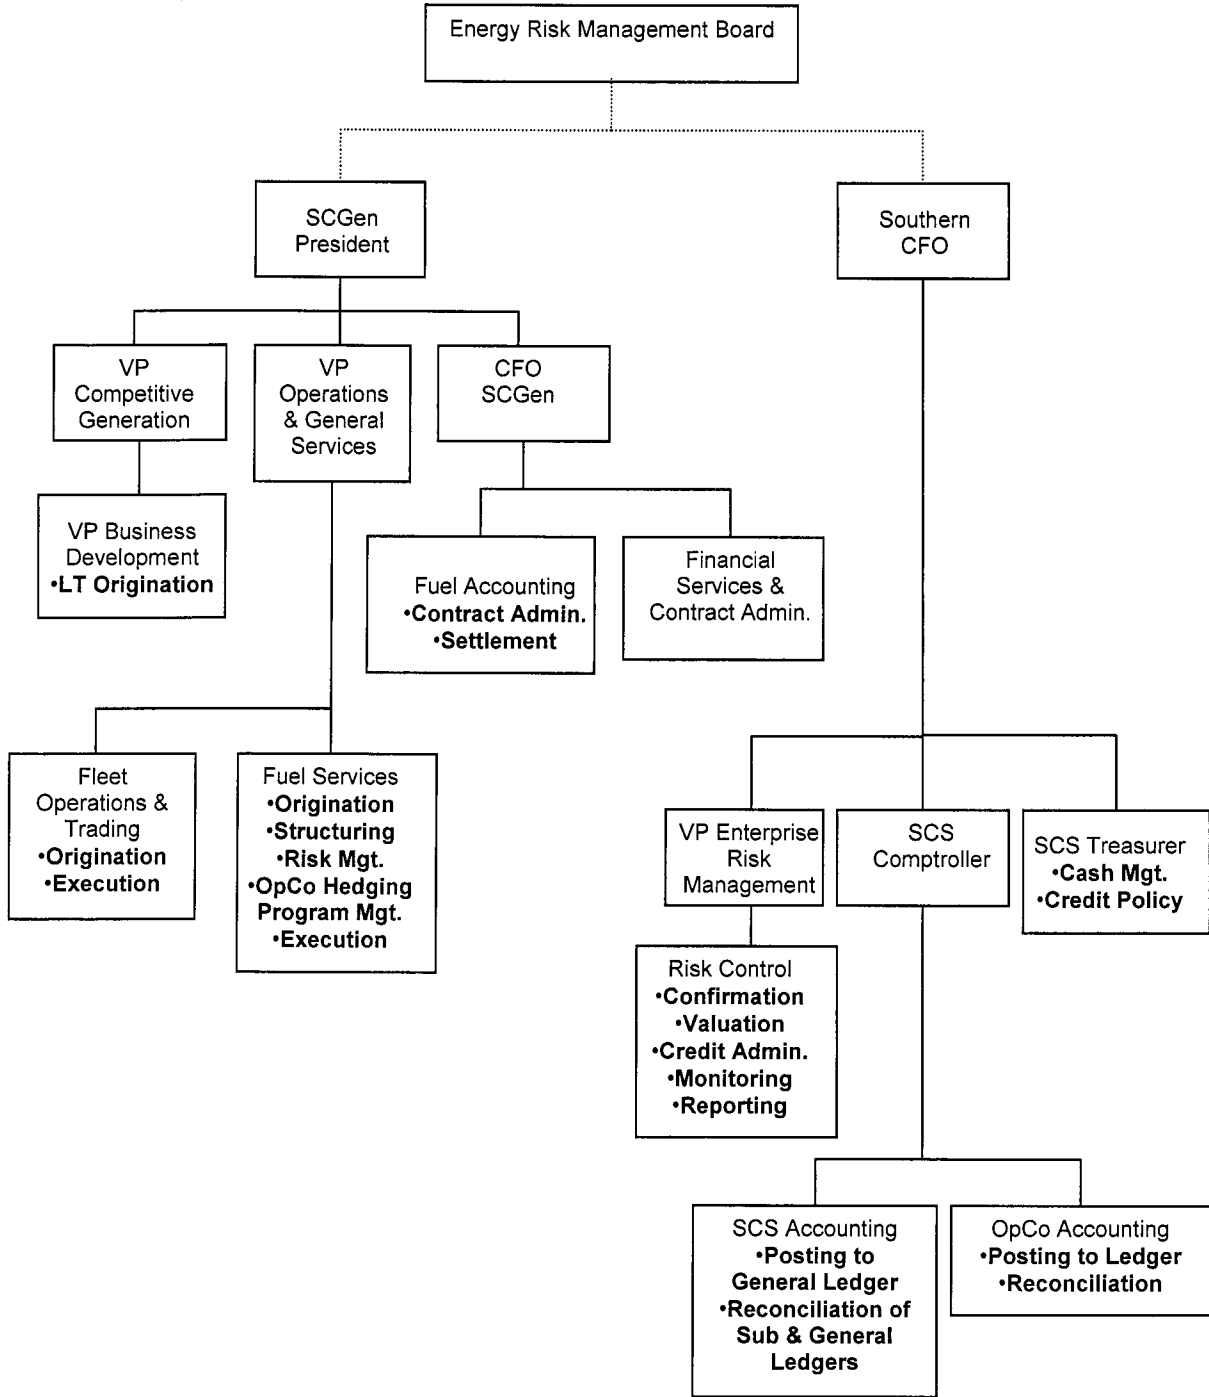 Energy Risk Management Board
SCGen
President
Southern
CFO
VP
Competitive
Generation
VP
Operations
& General
Services
CFO
SCGen
VP Business
Development
•LT Origination
Fuel Accounting
•Contract Admin.
•Settlement
Financial
Services &
Contract Admin.
Fleet
Operations &
Trading
•Origination
•Execution
Fuel Services
•Origination
•Structuring
•Risk Mgt.
•OpCo Hedging
Program Mgt.
•Execution
VP Enterprise
Risk
Management
SCS
Comptroller
SCS Treasurer
•Cash Mgt.
•Credit Policy
Risk Control
•Confirmation
•Valuation
•Credit Admin.
•Monitoring
•Reporting
SCS Accounting
•Posting to
General Ledger
•Reconciliation of
Sub & General
Ledgers
OpCo Accounting
•Posting to Ledger
•Reconciliation